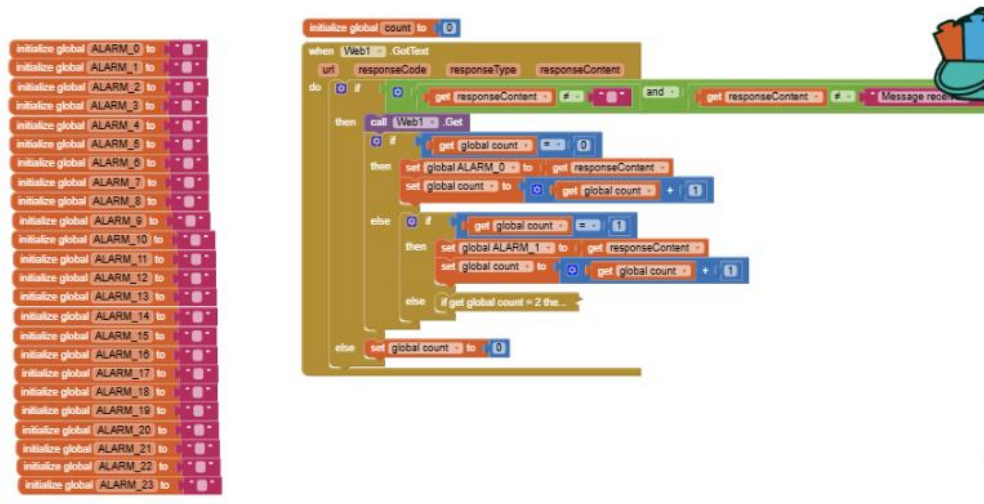 initialize global ALARM_0 to " "
initialize global ALARM_1 to " "
initialize global ALARM_2 to " "
initialize global ALARM_3 to " "
initialize global ALARM_4 to " "
initialize global ALARM_5 to " "
initialize global ALARM_6 to " "
initialize global ALARM_7 to " "
initialize global ALARM_8 to " "
initialize global ALARM_9 to " "
initialize global ALARM_10 to " "
initialize global ALARM_11 to " "
initialize global ALARM_12 to " "
initialize global ALARM_13 to " "
initialize global ALARM_14 to " "
initialize global ALARM_15 to " "
initialize global ALARM_16 to " "
initialize global ALARM_17 to " "
initialize global ALARM_18 to " "
initialize global ALARM_19 to " "
initialize global ALARM_20 to " "
initialize global ALARM_21 to " "
initialize global ALARM_22 to " "
initialize global ALARM_23 to " "
initialize global count to 0
when Web1 .GotText
url responseCode responseType responseContent
do if get responseContent ≠ " " and get responseContent ≠ " Message
then call Web1 .Get
if get global count = 0
then set global ALARM_0 to get responseContent
set global count to get global count + 1
else if get global count = 1
then set global ALARM_1 to get responseContent
set global count to get global count + 1
else if get global count = 2 the...
else set global count to 0